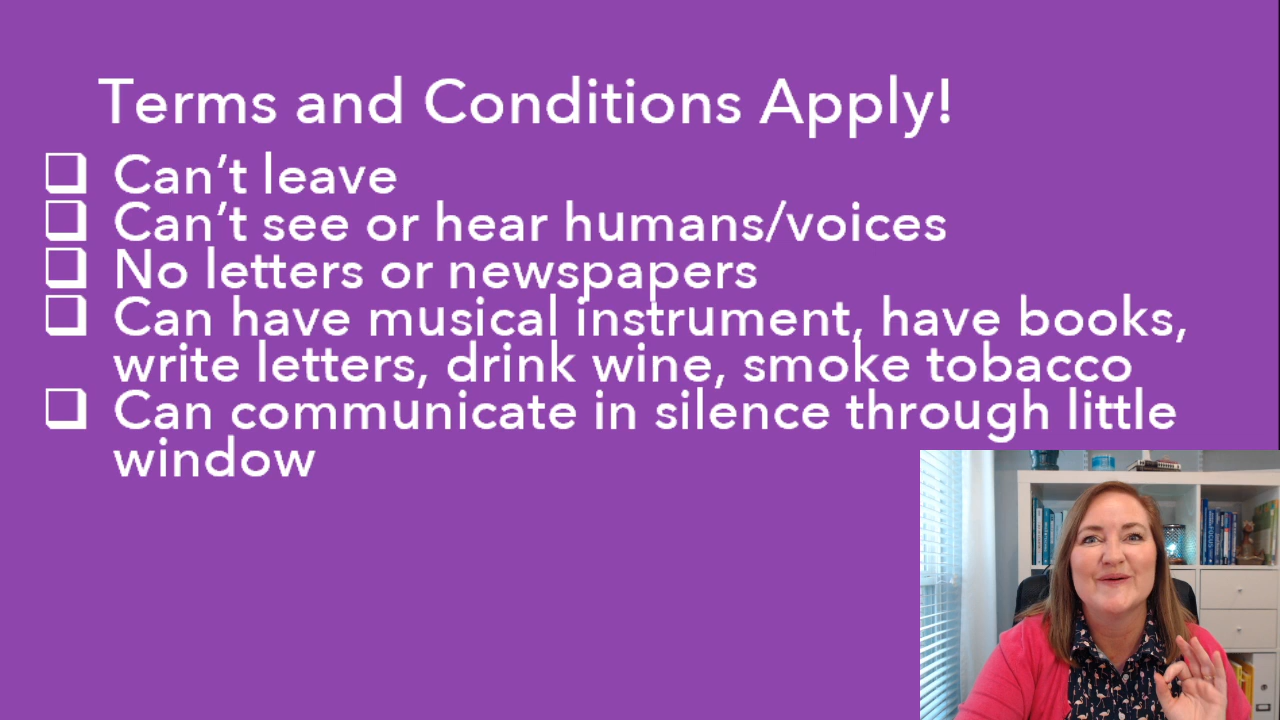 Terms and Conditions Apply!
Can't leave
Can't see or hear humans/voices
No letters or newspapers
Can have musical instrument, have books,
write letters, drink wine, smoke tobacco
Can communicate in silence through little
window